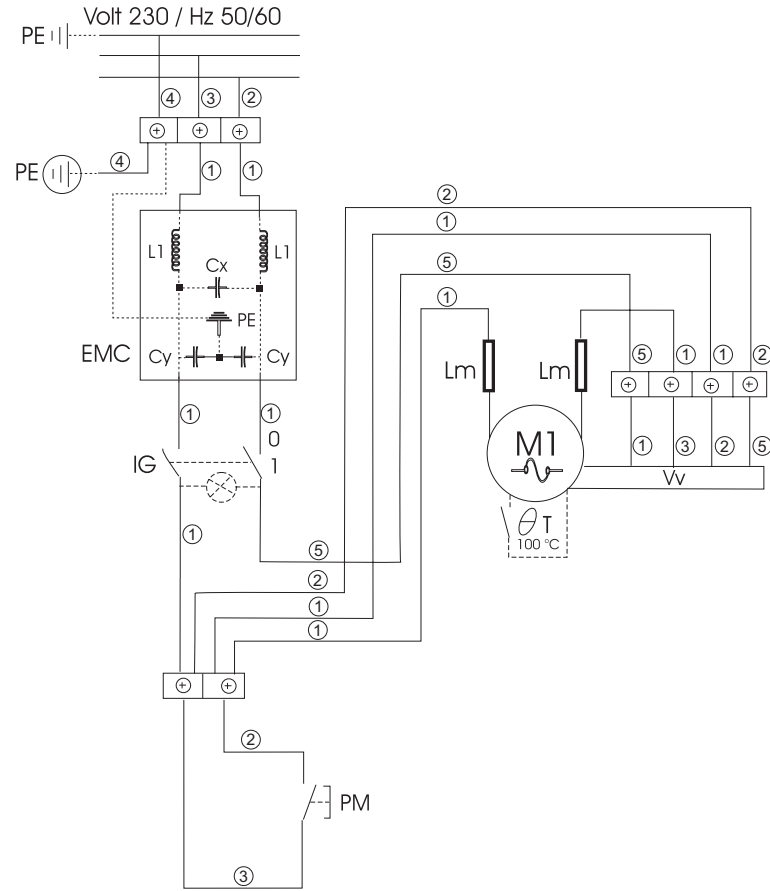 Volt 230 / Hz 50/60
PE
4 3 2
PE 4 1 1
2
1
5
1
L1 L1
Cx
PE
EMC Cy Cy
Lm Lm
5 1 1 2
1 1
0
IG 1
M1
1 3 2 5
Vv
θ T
100 °C
1
5
2
1
1
2
PM
3